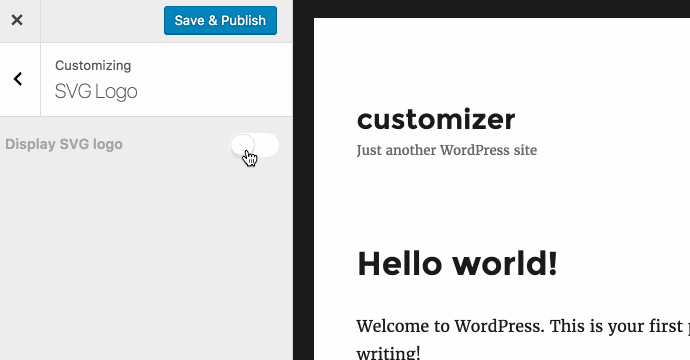 Save & Publish
Customizing
SVG Logo
Display SVG logo
customizer
Just another WordPress site
Hello world!
Welcome to WordPress. This is your first
writing!